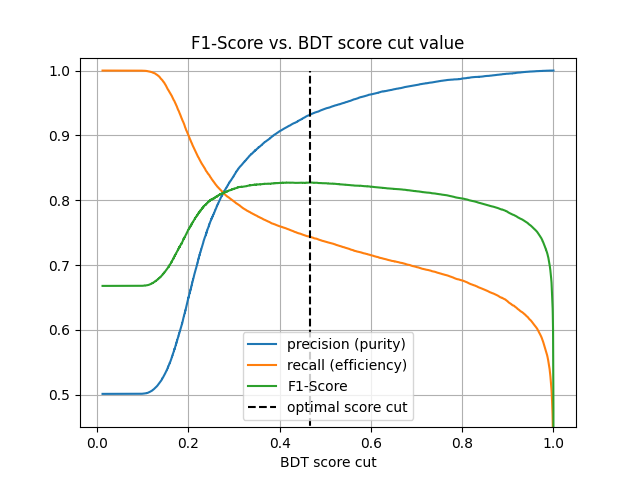 F1-Score vs. BDT score cut value
1.0
0.9
0.8
0.7
0.6
0.5
precision (purity)
recall (efficiency)
F1-Score
optimal score cut
0.0 0.2 0.4 0.6 0.8 1.0
BDT score cut